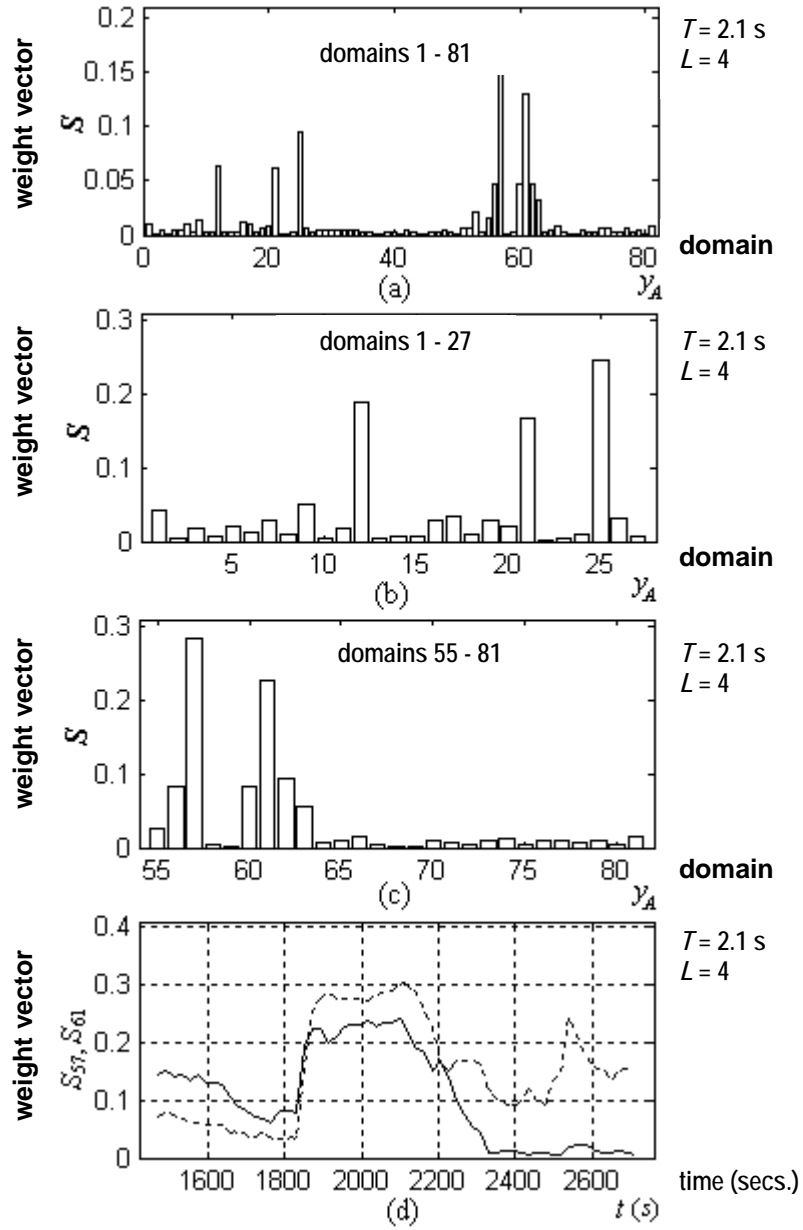 weight vector
S
0.2
0.15
0.1
0.05
0
domains 1 - 81
T = 2.1 s
L = 4
0 20 40 60 80
domain
(a)
y_A
weight vector
S
0.3
0.2
0.1
0
domains 1 - 27
T = 2.1 s
L = 4
5 10 15 20 25
domain
(b)
y_A
weight vector
S
0.3
0.2
0.1
0
domains 55 - 81
T = 2.1 s
L = 4
55 60 65 70 75 80
domain
(c)
y_A
weight vector
S57, S61
0.4
0.3
0.2
0.1
0
T = 2.1 s
L = 4
1600 1800 2000 2200 2400 2600
time (secs.)
(d)
t (s)